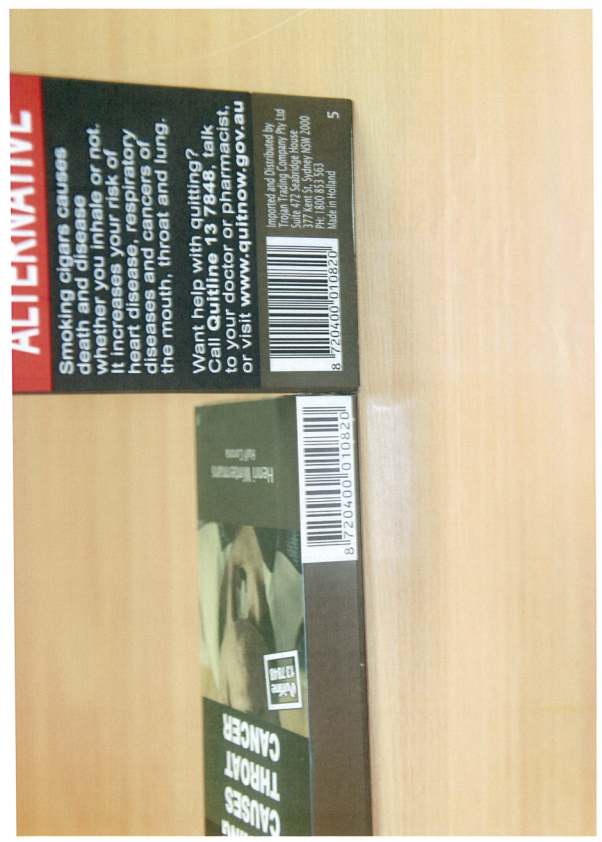 ALTERNATIVE
Smoking cigars causes
death and disease
whether you inhale or not.
It increases your risk of
heart disease, respiratory
diseases and cancers of
the mouth, throat and lung.
Want help with quitting?
Call Quitline 13 7848, talk
to your doctor or pharmacist,
or visit www.quitnow.gov.au
Imported and Distributed by
Trojan Trading Company Pty Ltd
Suite 472 Seabridge House
377 Kent St, Sydney NSW 2000
PH: 1800 853 563
Made in Holland
5
8 720400 010820
Henri Wintermans
Half Corona
8 720400 010820
Quitline
13 7848
CAUSES
THROAT
CANCER